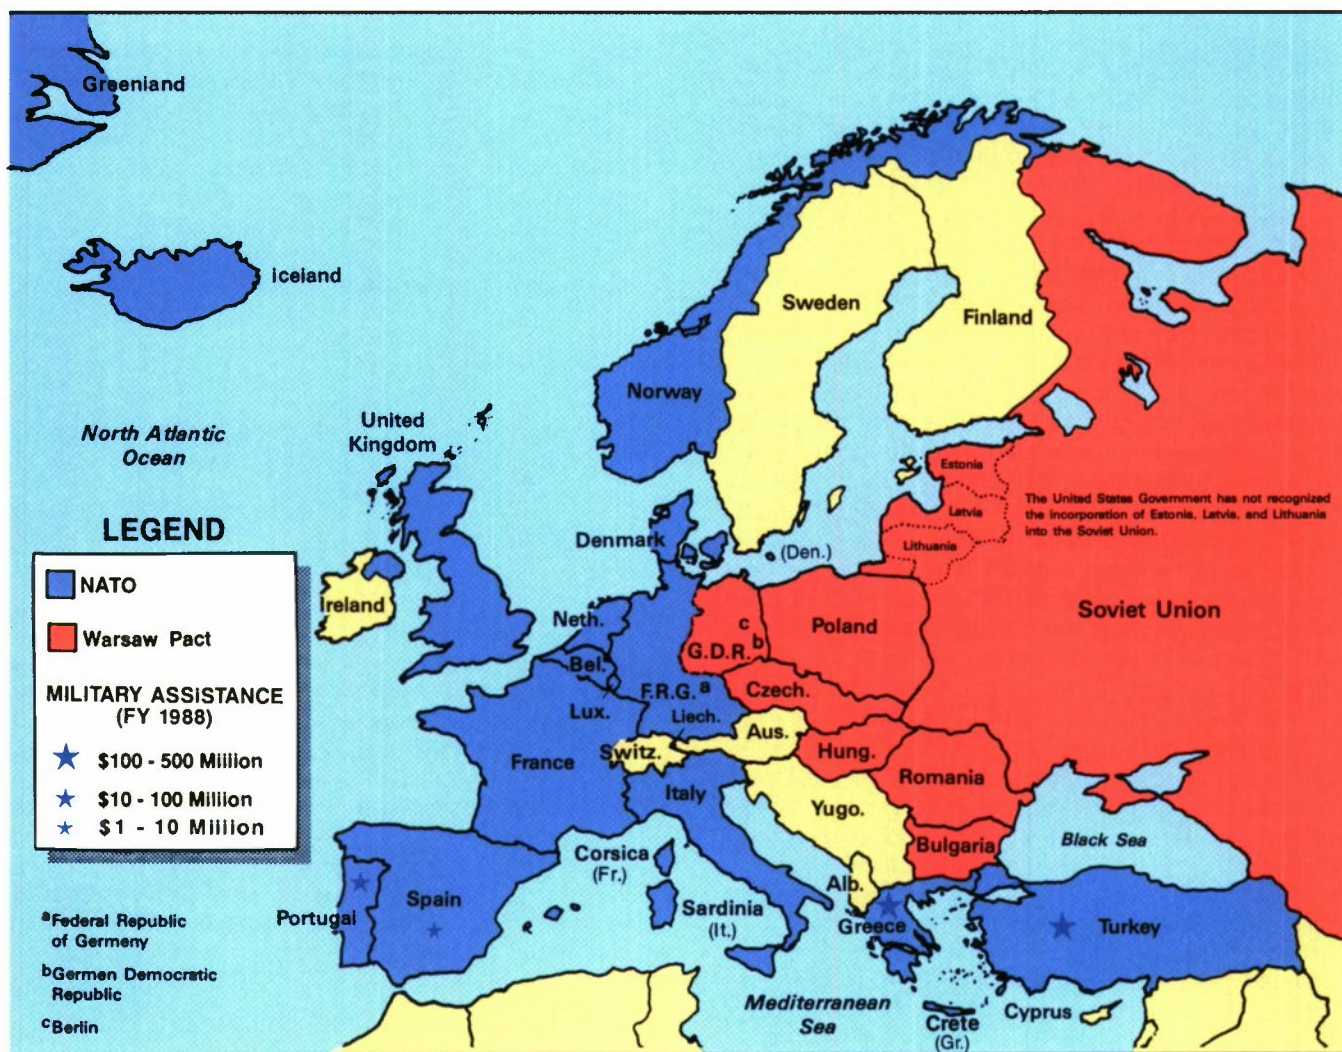 Greenland
iceland
North Atlantic
Ocean
United
Kingdom
Norway
Sweden
Finland
Estonia
Latvia
Lithuania
The United States Government has not recognized
the incorporation of Estonia, Latvia, and Lithuania
into the Soviet Union.
Denmark
(Den.)
Ireland
Neth.
Bel.
Lux.
F.R.G. a
Liech.
c
b
G.D.R.
Poland
Soviet Union
Czech.
Aus.
Switz.
France
Italy
Hung.
Romania
Yugo.
Bulgaria
Black Sea
Alb.
Corsica
(Fr.)
Sardinia
(It.)
Spain
Portugal
Greece
Turkey
Mediterranean
Sea
Crete
(Gr.)
Cyprus
LEGEND
NATO
Warsaw Pact
MILITARY ASSISTANCE
(FY 1988)
$100 - 500 Million
$10 - 100 Million
$1 - 10 Million
a Federal Republic
of Germeny
b Germen Democratic
Republic
c Berlin